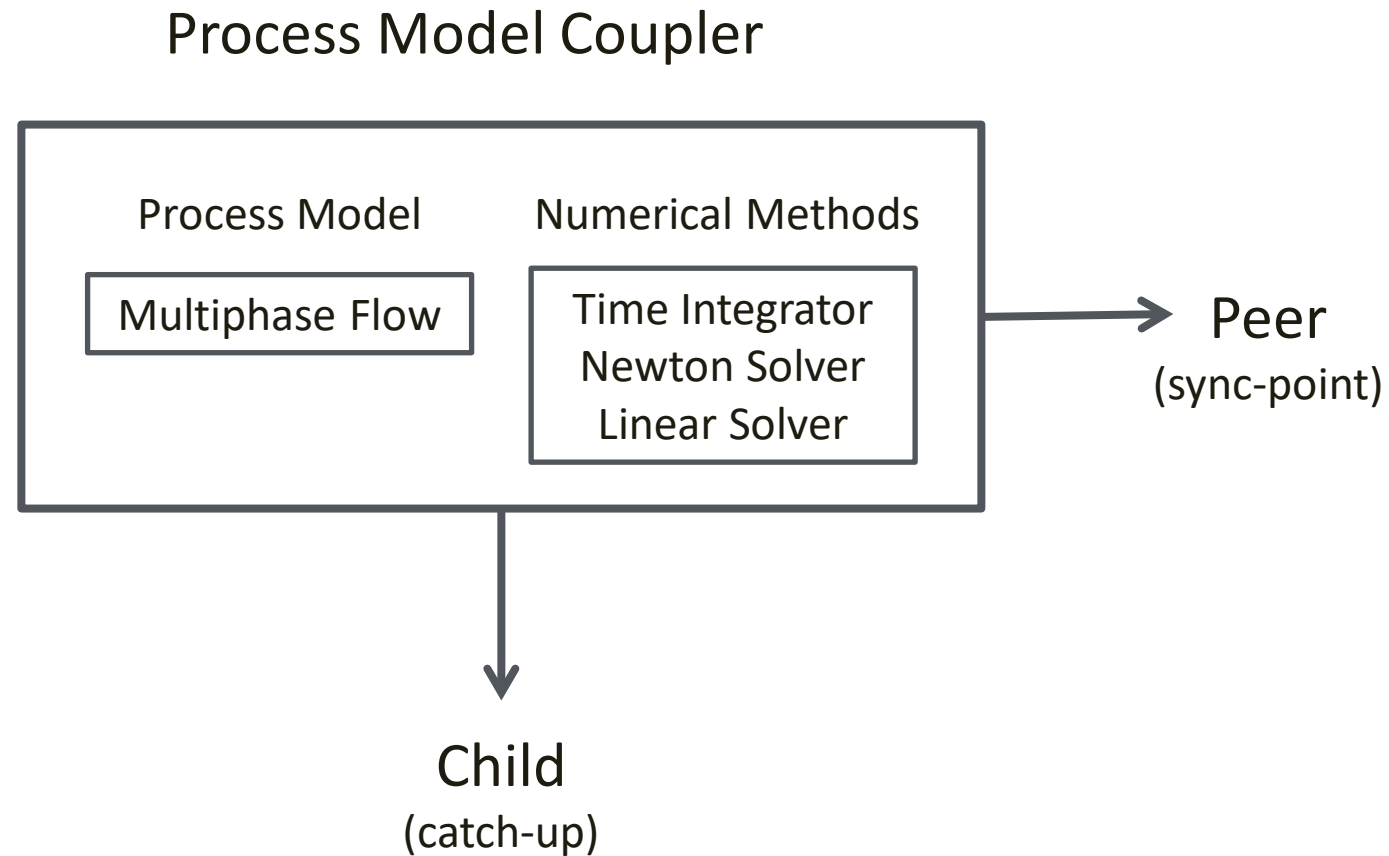 Process Model Coupler
Process Model
Numerical Methods
Multiphase Flow
Time Integrator
Newton Solver
Linear Solver
Peer
(sync-point)
Child
(catch-up)